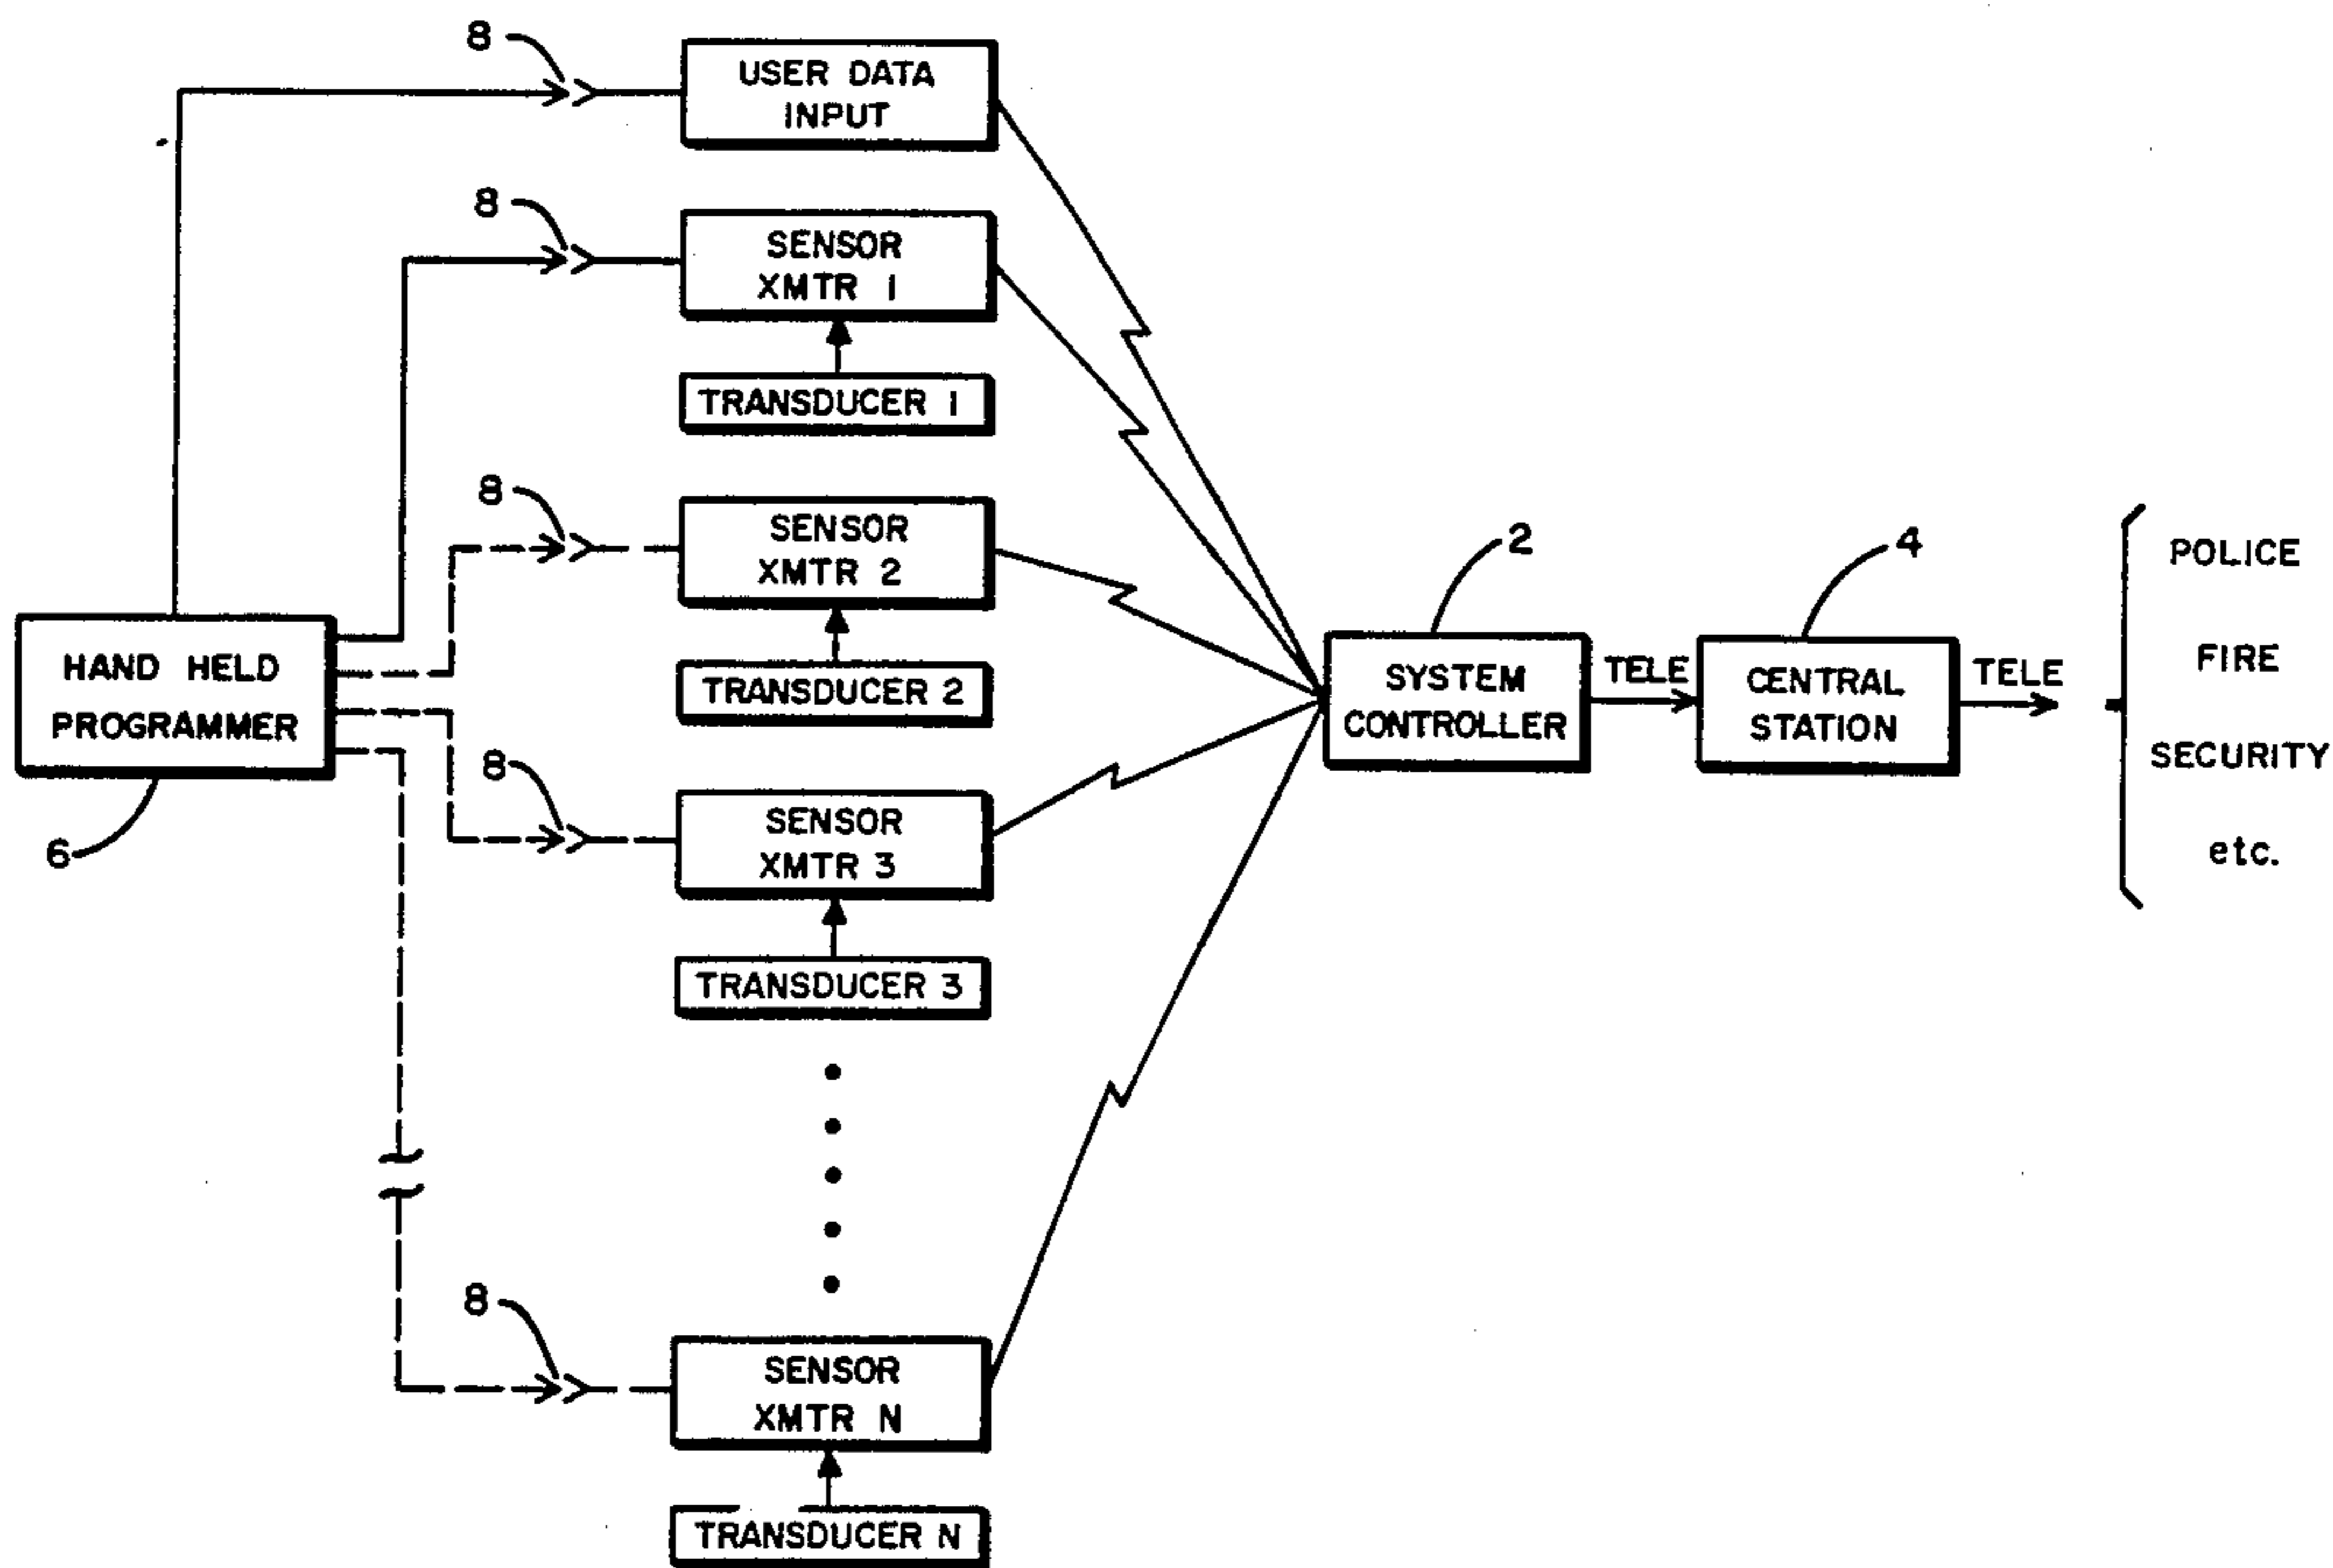 8
USER DATA
INPUT
8
SENSOR
XMTR 1
TRANSDUCER 1
8
SENSOR
XMTR 2
TRANSDUCER 2
HAND HELD
PROGRAMMER
6
8
SENSOR
XMTR 3
TRANSDUCER 3
8
SENSOR
XMTR N
TRANSDUCER N
2
SYSTEM
CONTROLLER
TELE
4
CENTRAL
STATION
TELE
POLICE
FIRE
SECURITY
etc.